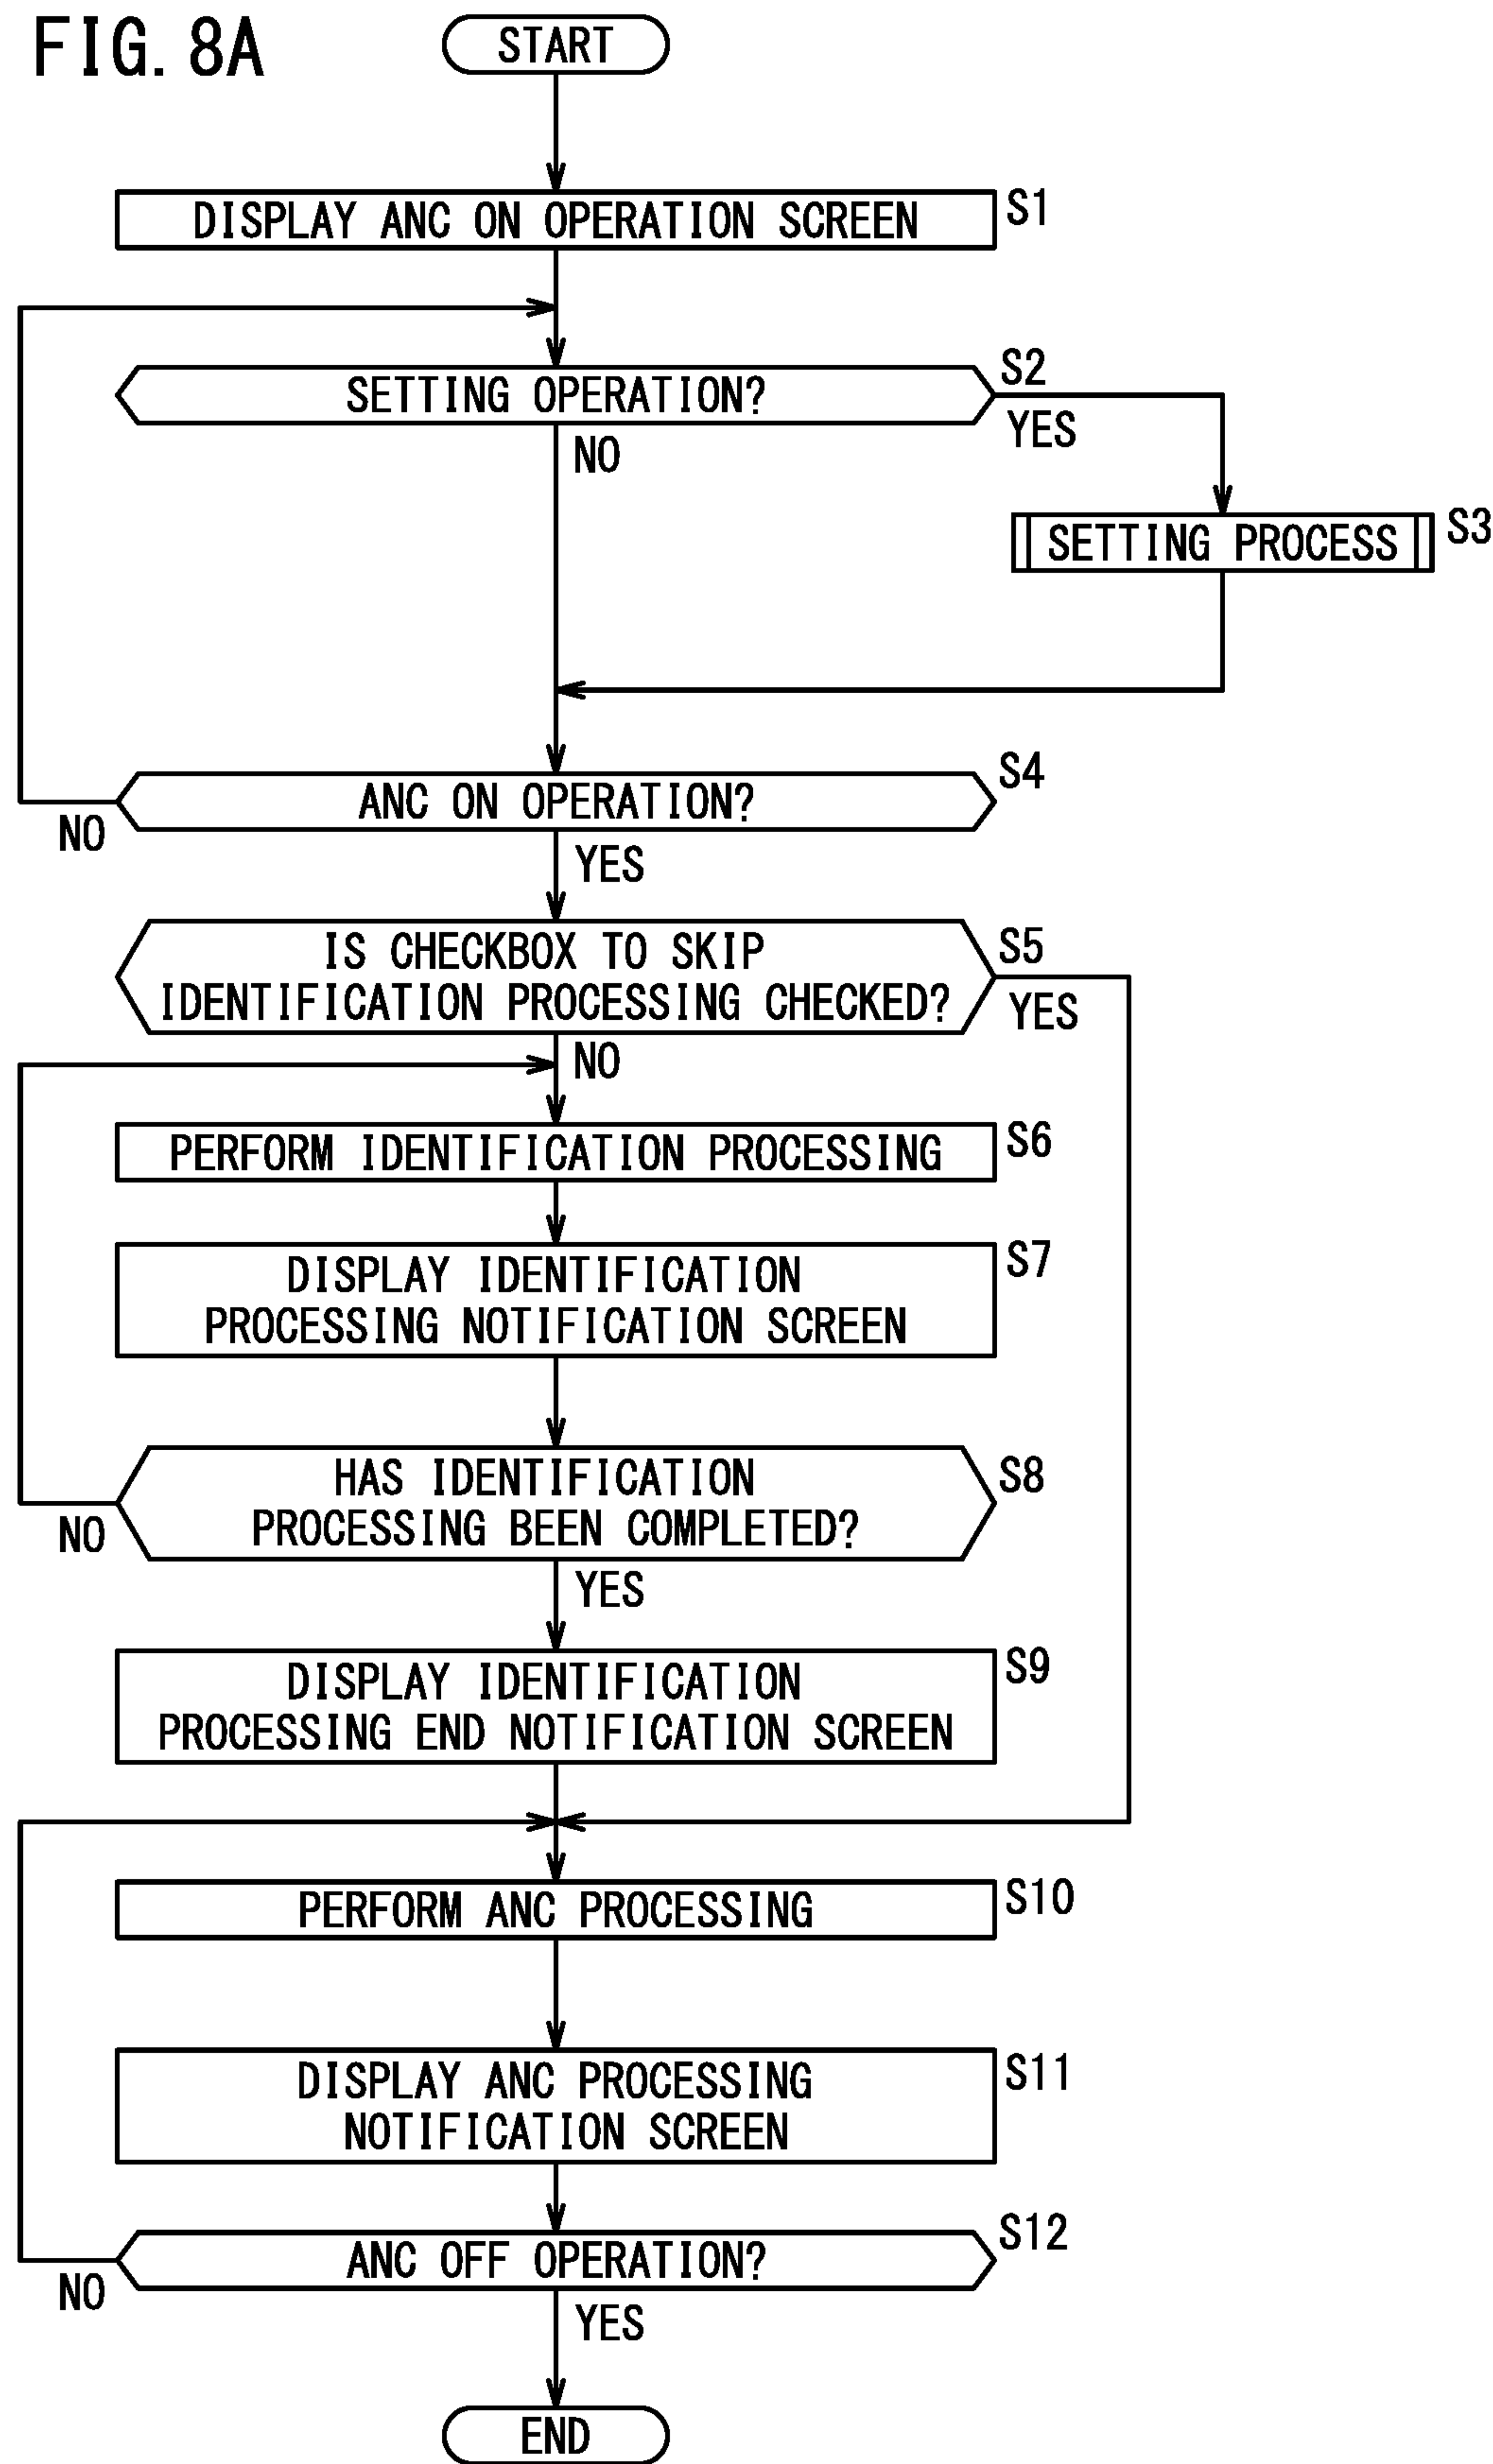 FIG. 8A
START
DISPLAY ANC ON OPERATION SCREEN
S1
SETTING OPERATION?
S2
YES
NO
SETTING PROCESS
S3
ANC ON OPERATION?
S4
NO
YES
IS CHECKBOX TO SKIP
IDENTIFICATION PROCESSING CHECKED?
S5
YES
NO
PERFORM IDENTIFICATION PROCESSING
S6
DISPLAY IDENTIFICATION
PROCESSING NOTIFICATION SCREEN
S7
HAS IDENTIFICATION
PROCESSING BEEN COMPLETED?
S8
NO
YES
DISPLAY IDENTIFICATION
PROCESSING END NOTIFICATION SCREEN
S9
PERFORM ANC PROCESSING
S10
DISPLAY ANC PROCESSING
NOTIFICATION SCREEN
S11
ANC OFF OPERATION?
S12
NO
YES
END